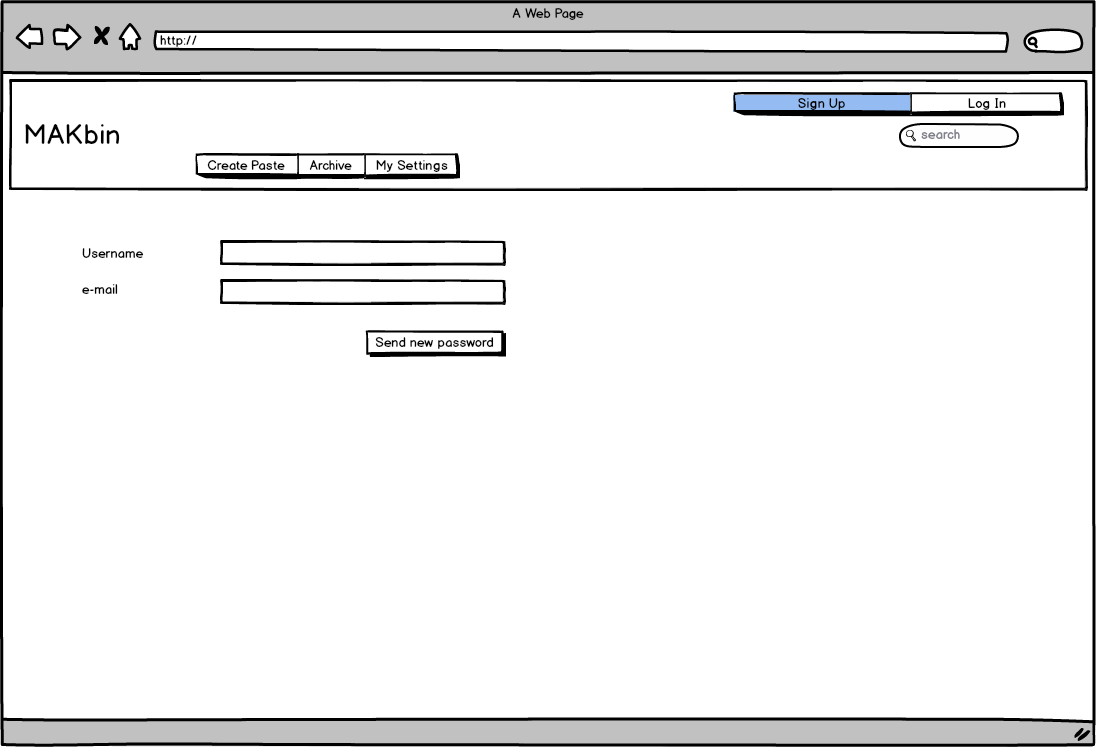 A Web Page
http://
Sign Up Log In
MAKbin
search
Create Paste Archive My Settings
Username
e-mail
Send new password